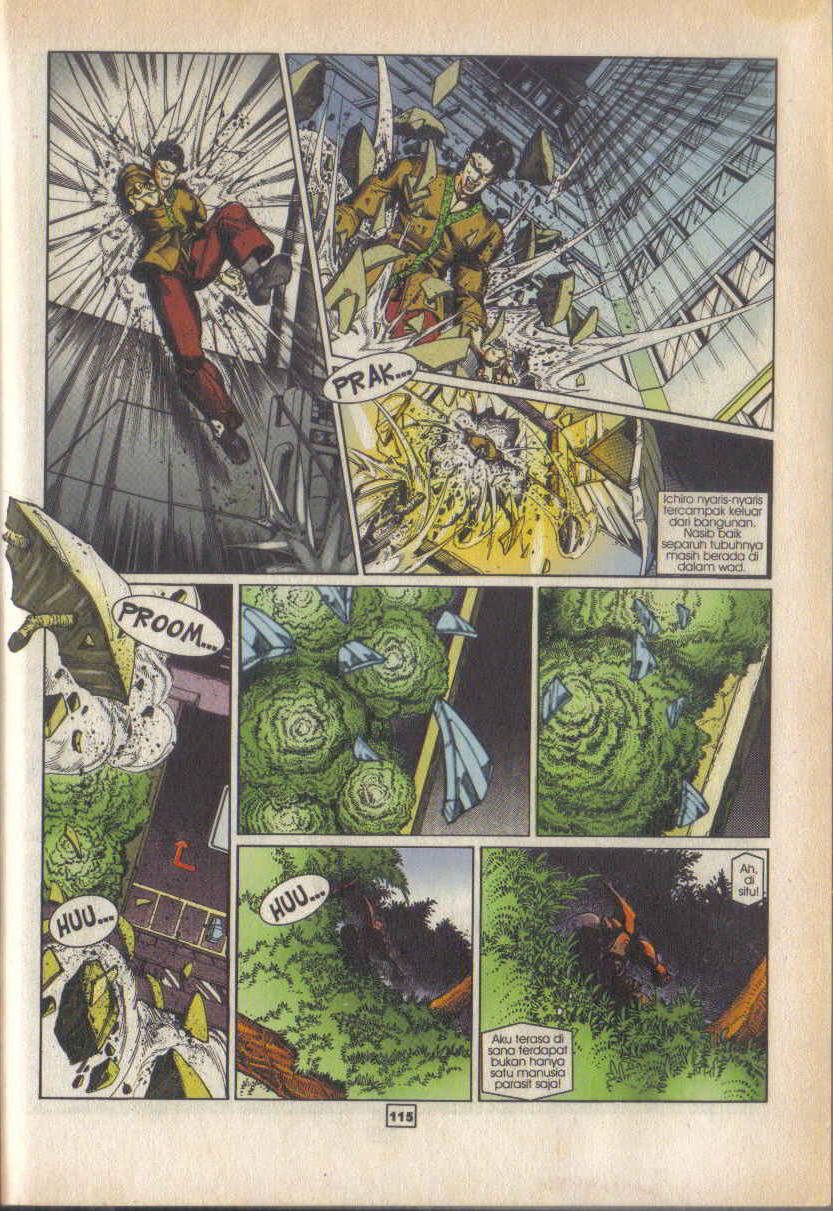 PRAK...
Ichiro nyaris-nyaris
tercampak keluar
dari bangunan.
Nasib baik
separuh tubuhnya
masih berada di
dalam wad.
PROOM...
HUU...
HUU...
Ah,
di
situ!
Aku terasa di
sana terdapat
bukan hanya
satu manusia
parasit saja!
115